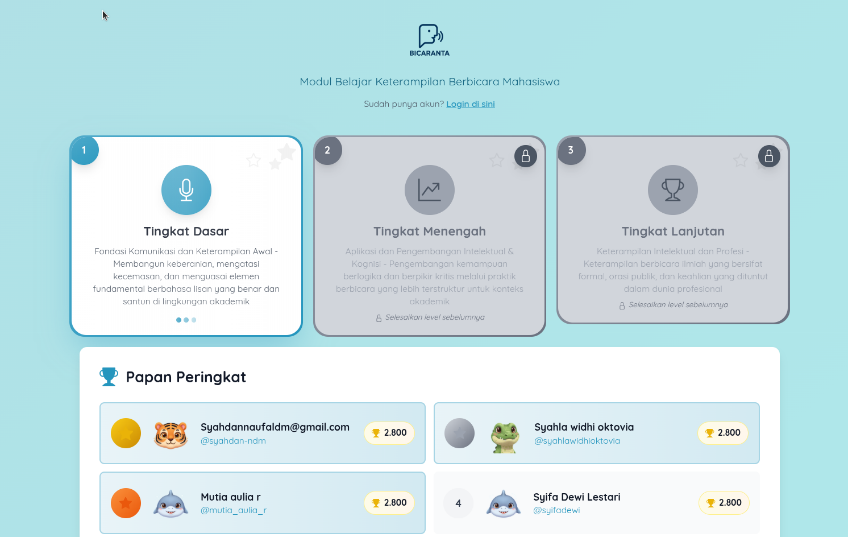 BICARANTA
Modul Belajar Keterampilan Berbicara Mahasiswa
Sudah punya akun? Login di sini
1
Tingkat Dasar
Fondasi Komunikasi dan Keterampilan Awal -
Membangun keberanian, mengatasi
kecemasan, dan menguasai elemen
fundamental berbahasa lisan yang benar dan
santun di lingkungan akademik
2
Tingkat Menengah
Aplikasi dan Pengembangan Intelektual &
Kognisi - Pengembangan kemampuan
berlogika dan berpikir kritis melalui praktik
berbicara yang lebih terstruktur untuk konteks
akademik
Selesaikan level sebelumnya
3
Tingkat Lanjutan
Keterampilan Intelektual dan Profesi -
Keterampilan berbicara ilmiah yang bersifat
formal, orasi publik, dan keahlian yang dituntut
dalam dunia profesional
Selesaikan level sebelumnya
Papan Peringkat
Syahdannaufaldm@gmail.com
@syahdan-ndm
2.800
Syahla widhi oktovia
@syahlawidhioktovia
2.800
Mutia aulia r
@mutia_aulia_r
2.800
4
Syifa Dewi Lestari
@syifadewi
2.800